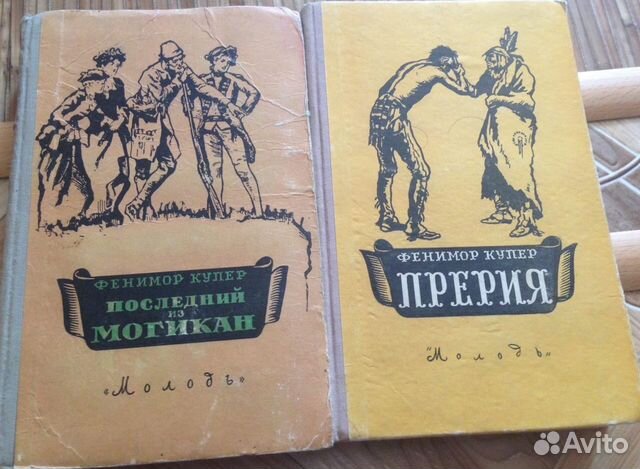 ФЕНИМОР КУПЕР
ПОСЛЕДНИЙ
ИЗ
МОГИКАН
«Молодь»
ФЕНИМОР КУПЕР
ПРЕРИЯ
"Молодь"
Avito